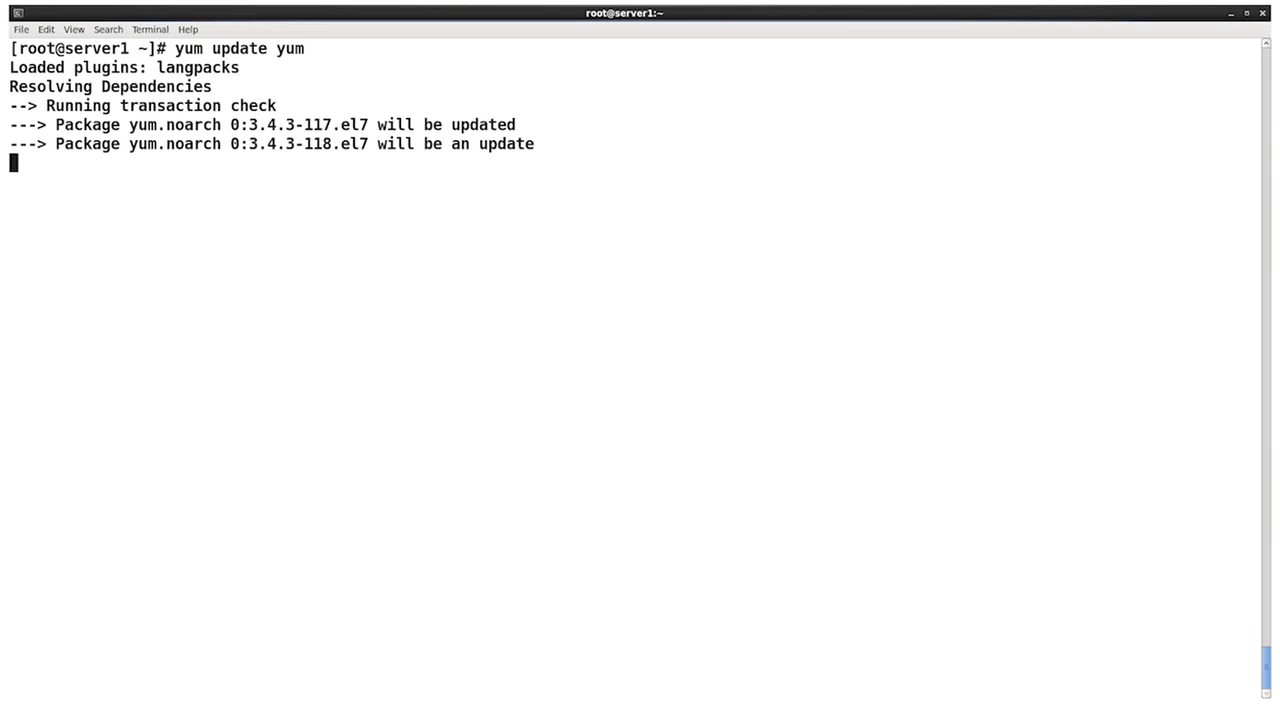 root@server1:~
File Edit View Search Terminal Help
[root@server1 ~]# yum update yum
Loaded plugins: langpacks
Resolving Dependencies
--> Running transaction check
---> Package yum.noarch 0:3.4.3-117.el7 will be updated
---> Package yum.noarch 0:3.4.3-118.el7 will be an update